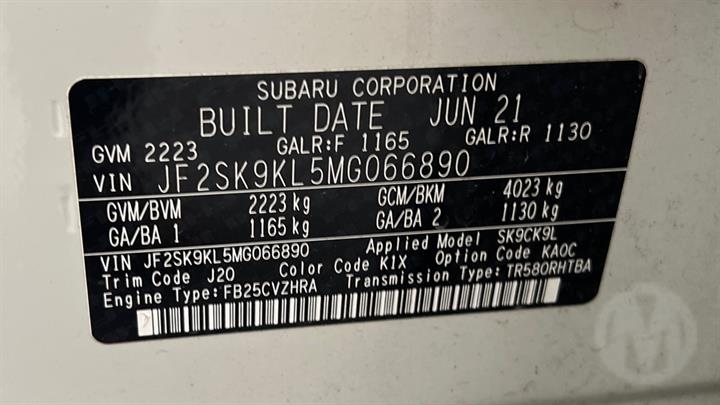 SUBARU CORPORATION
BUILT DATE JUN 21
GVM 2223 GALR:F 1165 GALR:R 1130
VIN JF2SK9KL5MG066890
GVM/BVM 2223 kg GCM/BKM 4023 kg
GA/BA 1 1165 kg GA/BA 2 1130 kg
VIN JF2SK9KL5MG066890 Applied Model SK9CK9L
Trim Code J20 Color Code K1X Option Code KAOC
Engine Type:FB25CVZHRA Transmission Type:TR580RHTBA
M